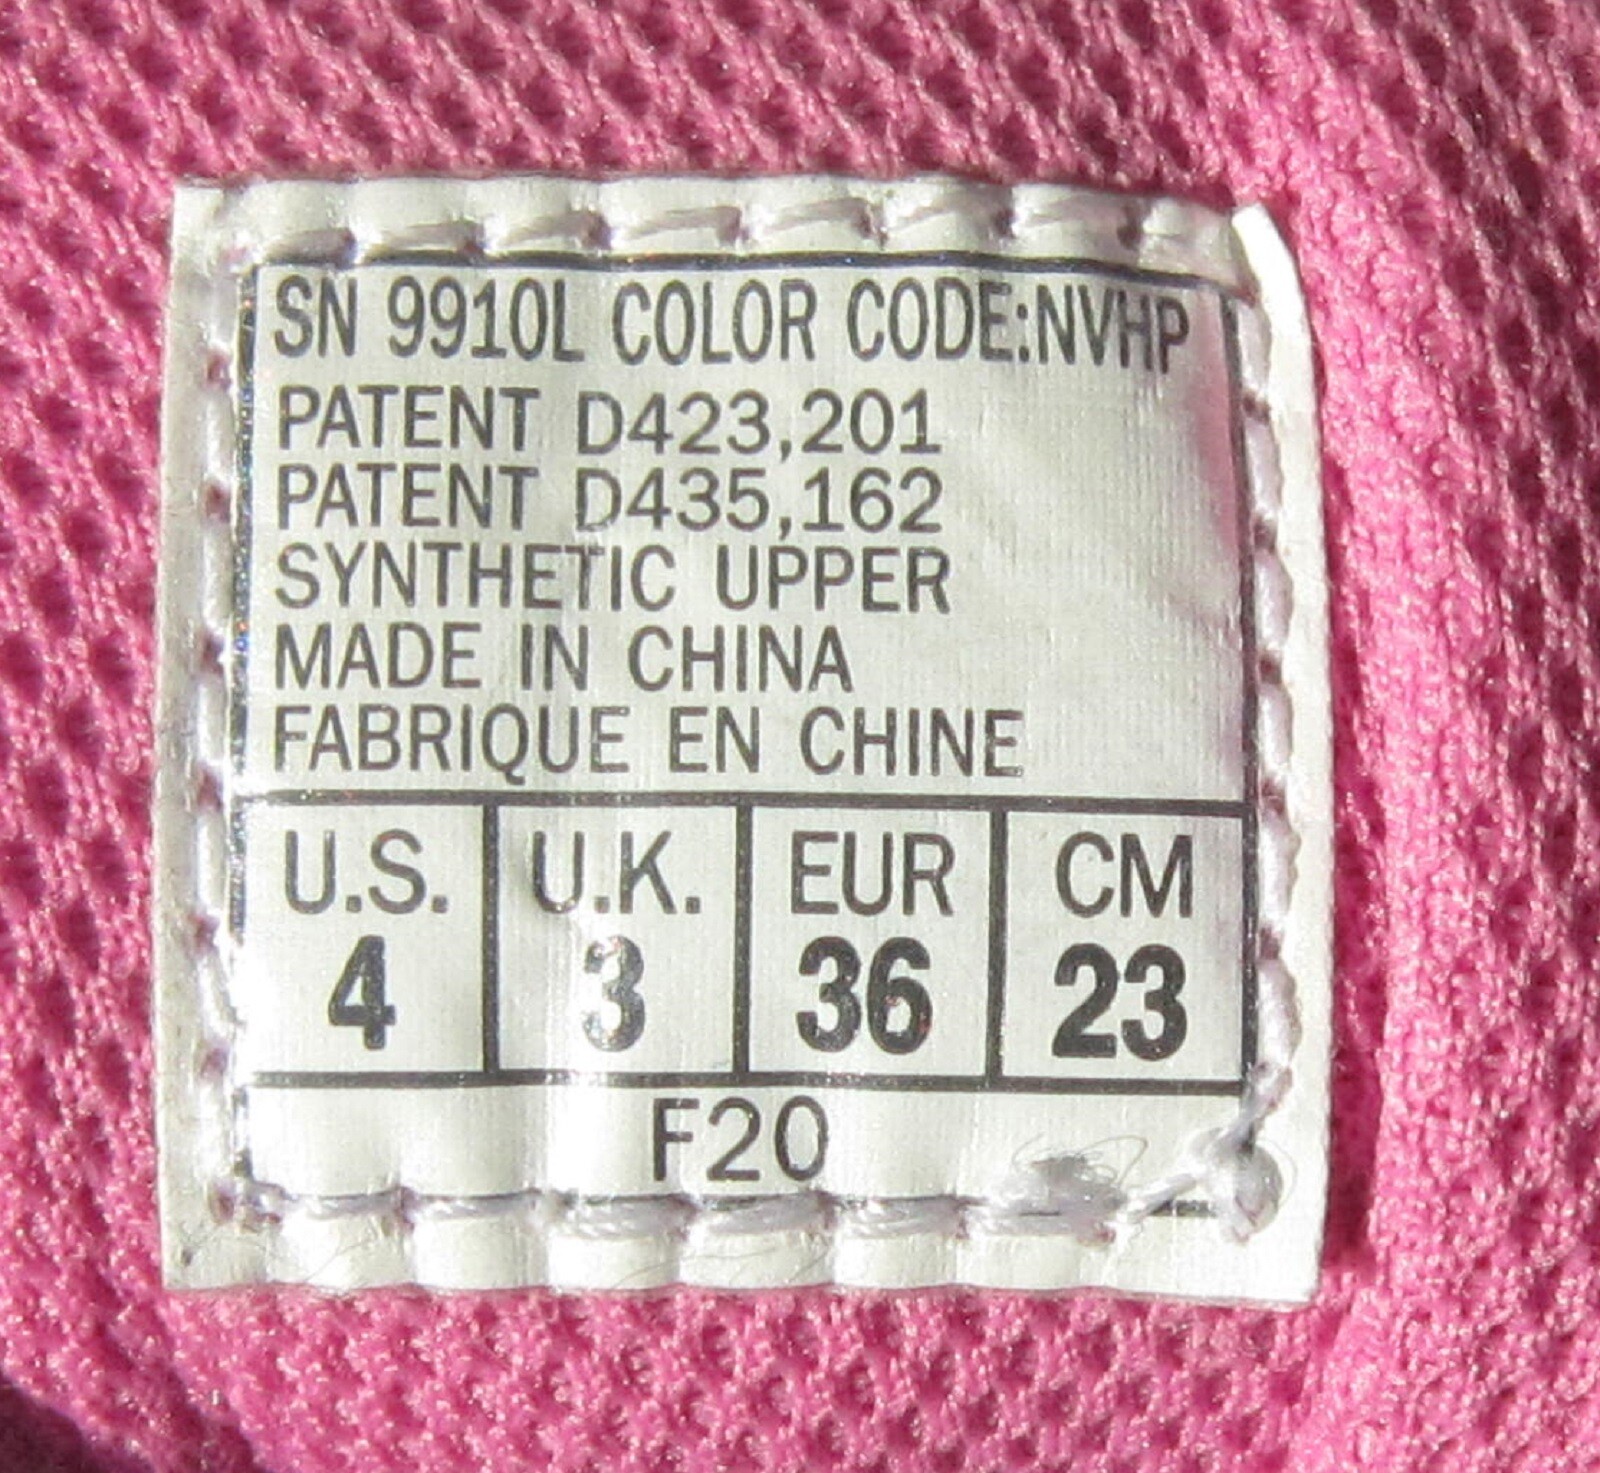 SN 9910L COLOR CODE:NVHP
PATENT D423,201
PATENT D435,162
SYNTHETIC UPPER
MADE IN CHINA
FABRIQUE EN CHINE
U.S. U.K. EUR CM
4 3 36 23
F20